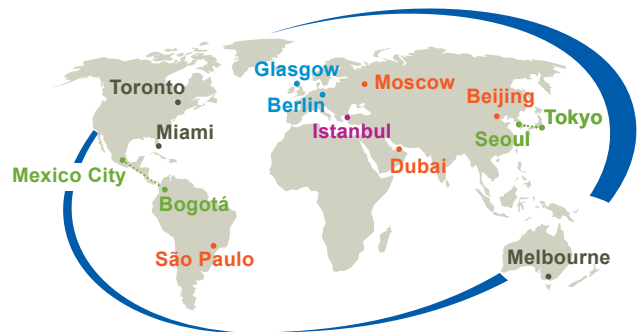 Glasgow
Moscow
Toronto
Berlin
Beijing
Istanbul
Tokyo
Miami
Seoul
Dubai
Mexico City
Bogotá
São Paulo
Melbourne